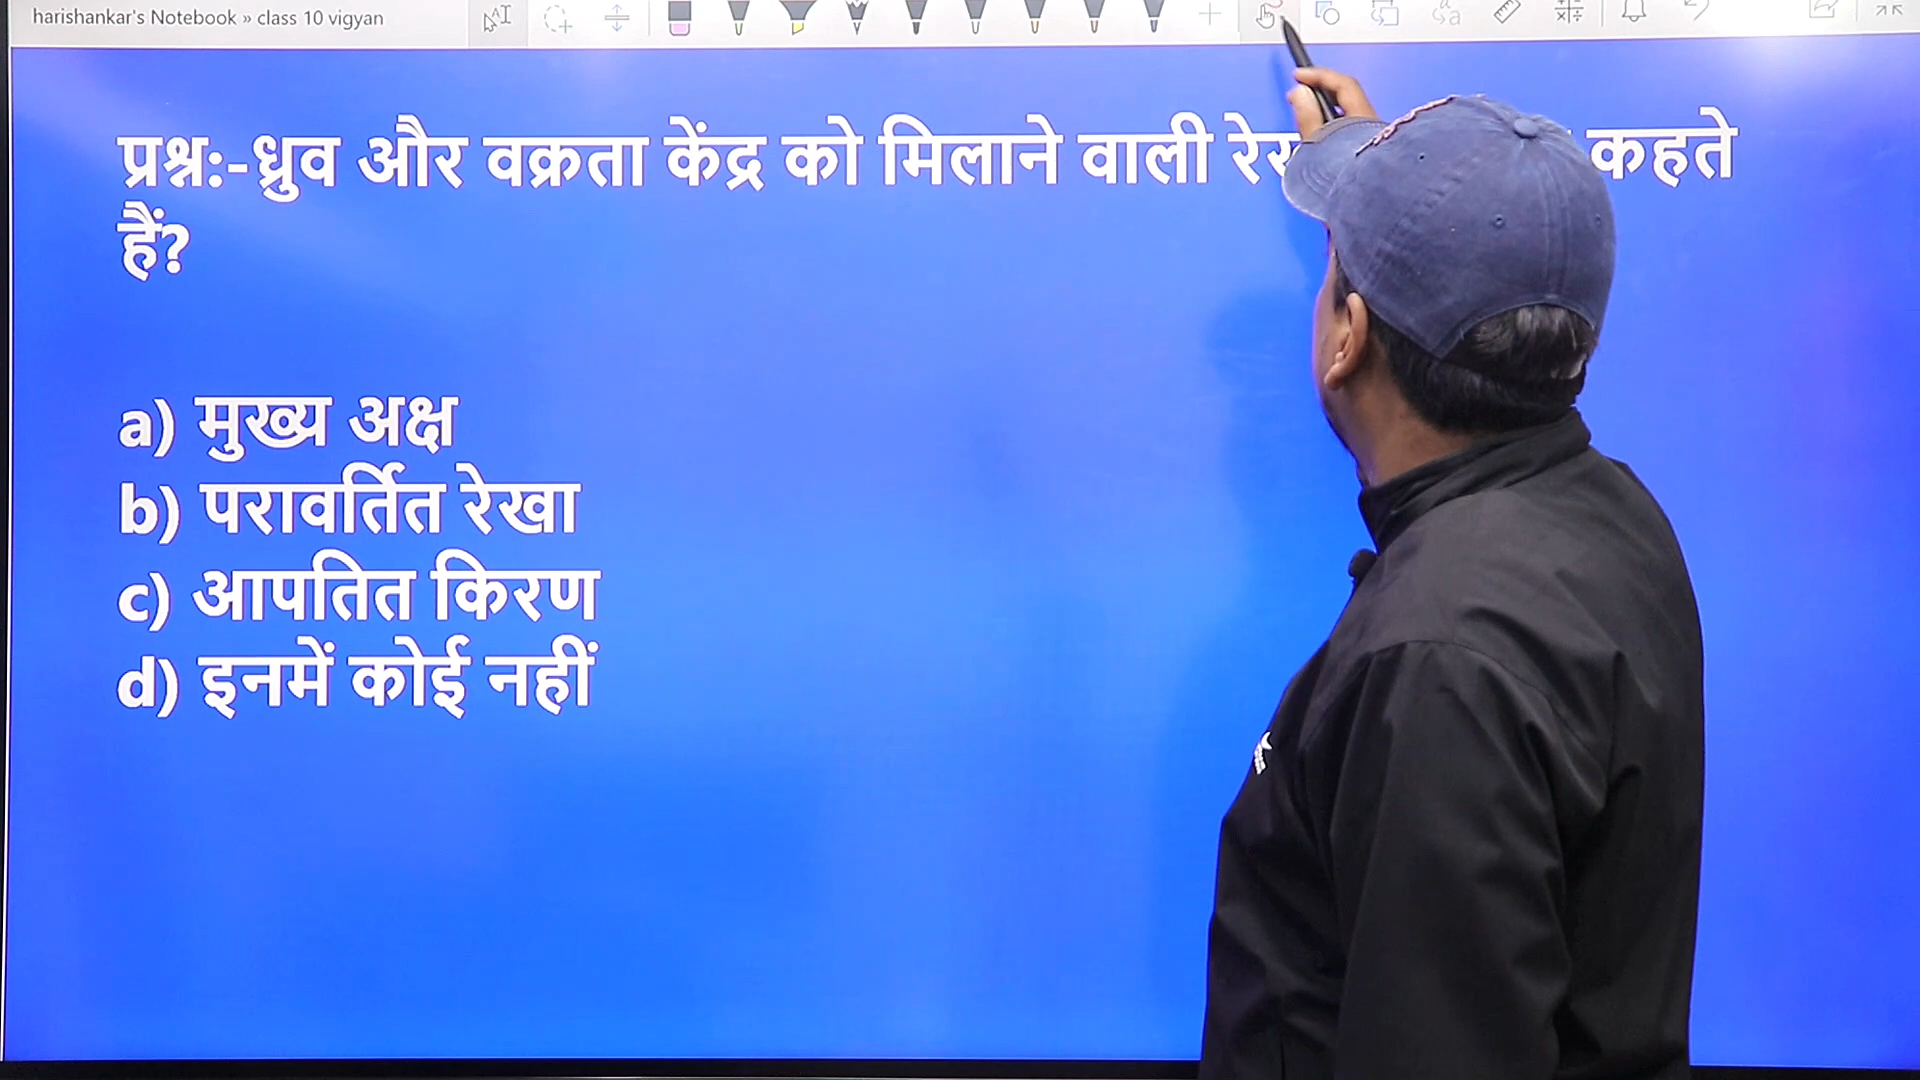 harishankar's Notebook » class 10 vigyan
प्रश्न:-ध्रुव और वक्रता केंद्र को मिलाने वाली कहते
हैं?
a) मुख्य अक्ष
b) परावर्तित रेखा
c) आपतित किरण
d) इनमें कोई नहीं